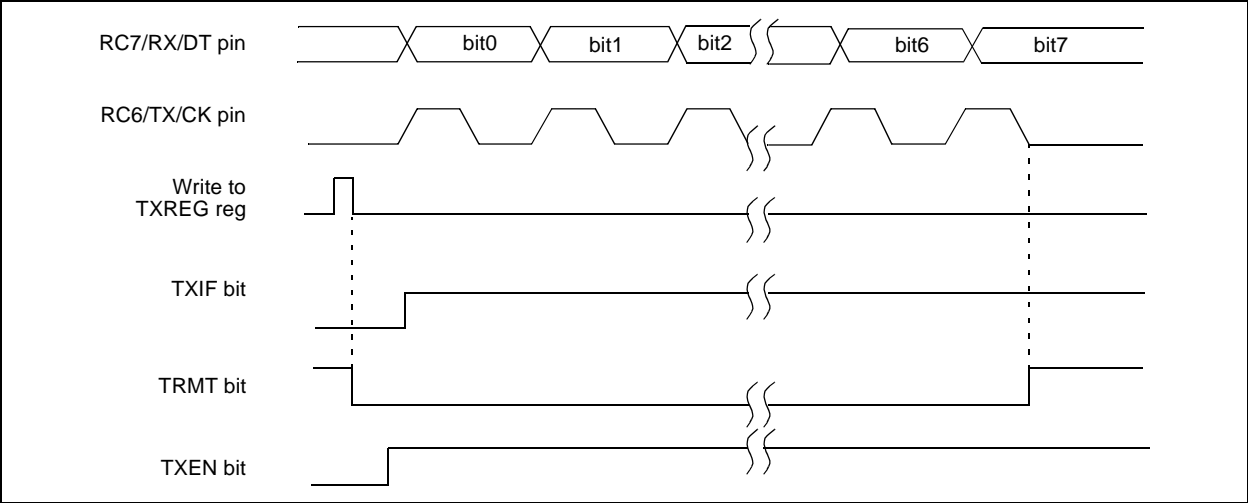 RC7/RX/DT pin
bit0
bit1
bit2
bit6
bit7
RC6/TX/CK pin
Write to
TXREG reg
TXIF bit
TRMT bit
TXEN bit